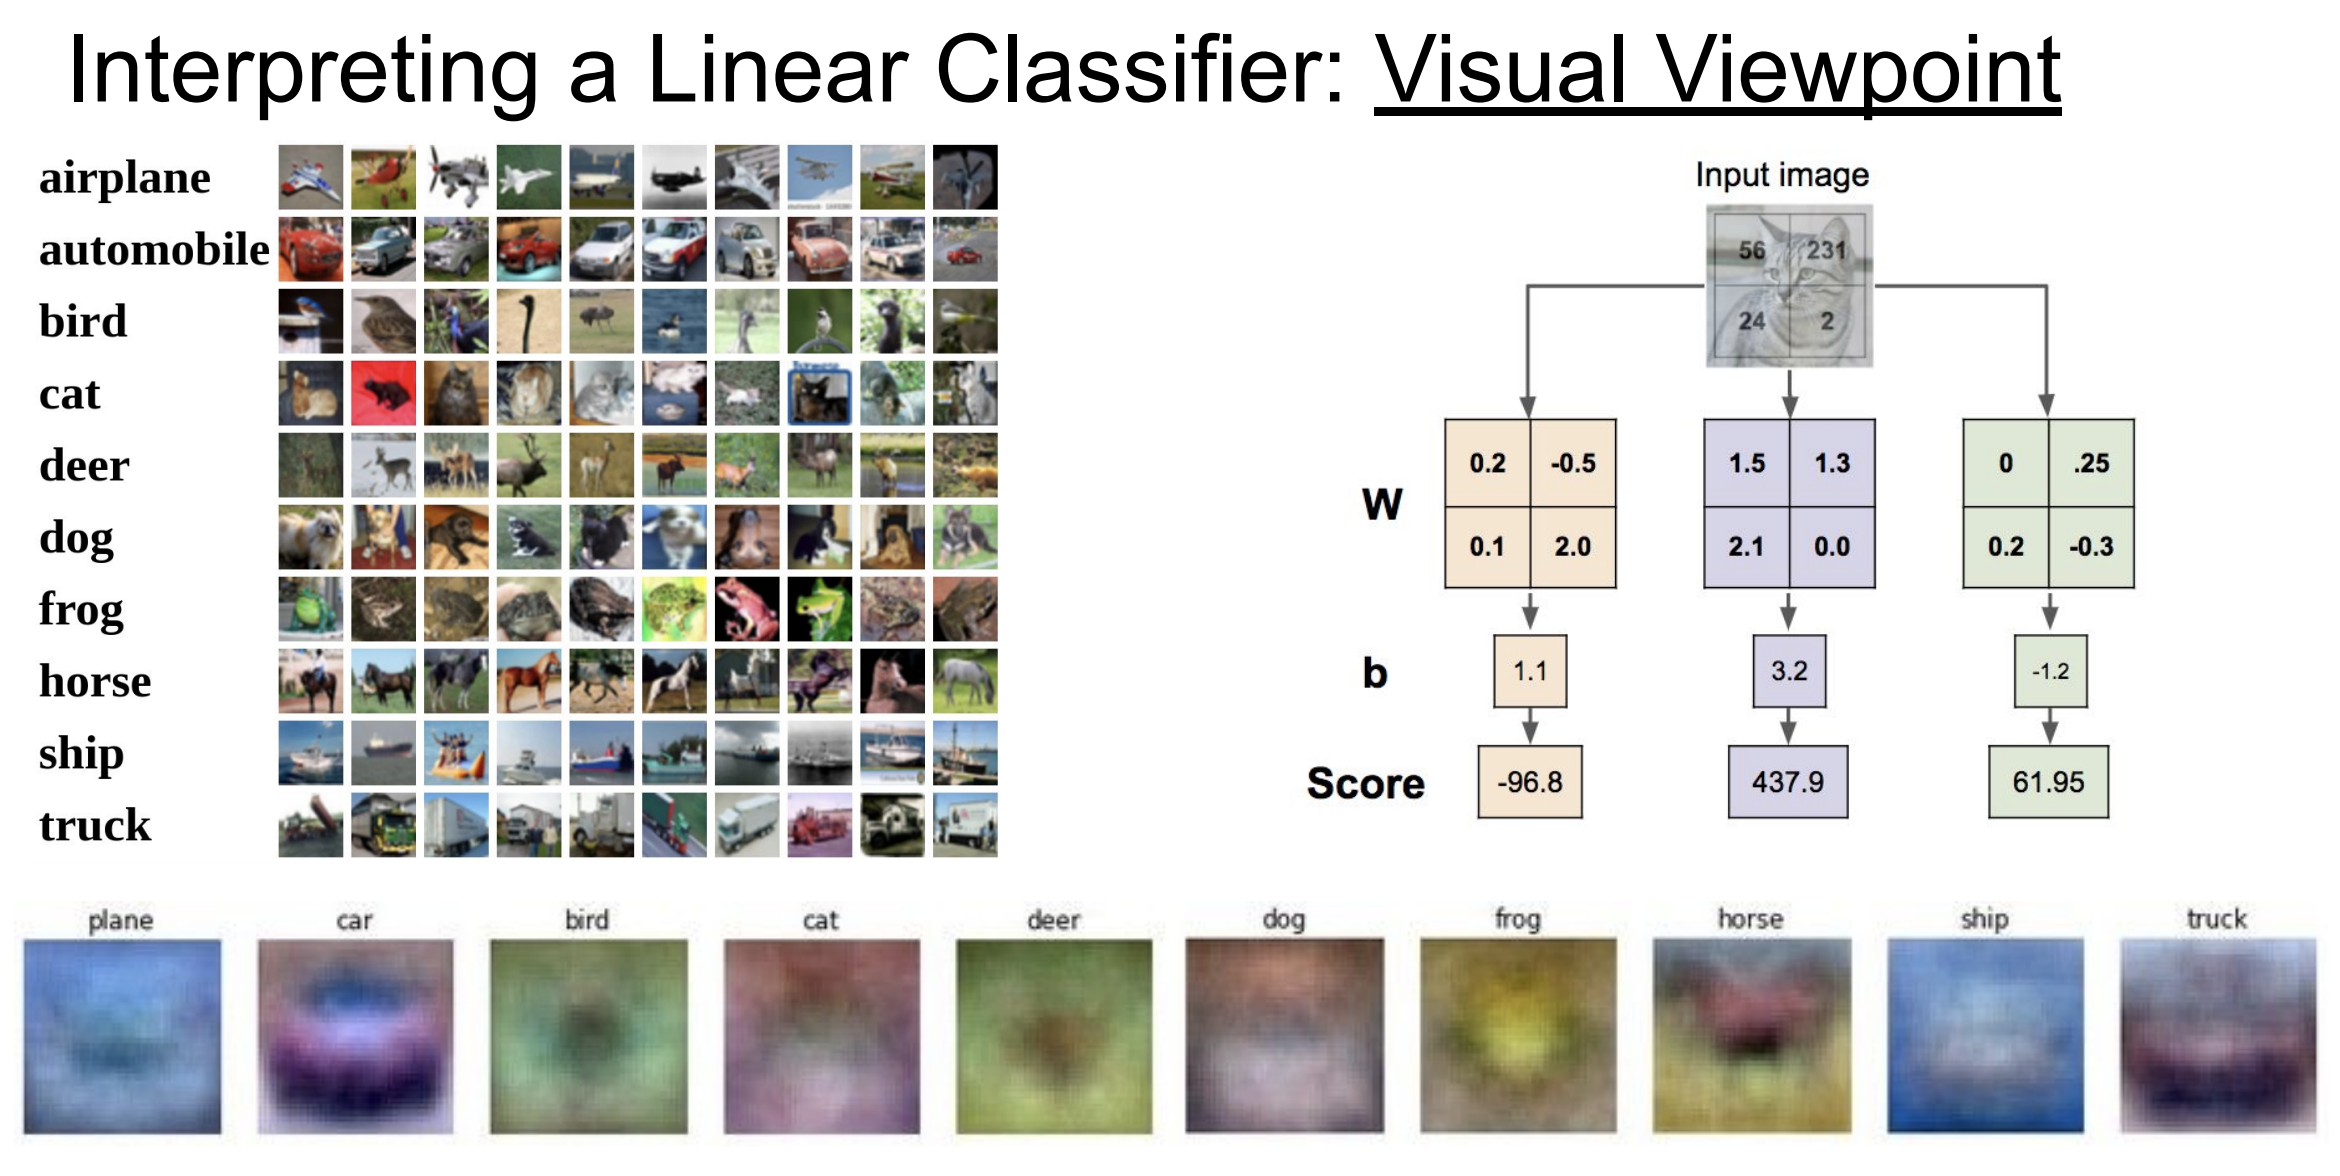 Interpreting a Linear Classifier: Visual Viewpoint
airplane
automobile
bird
cat
deer
dog
frog
horse
ship
truck
Input image
56 231
24 2
W
0.2 -0.5
0.1 2.0
1.5 1.3
2.1 0.0
0 .25
0.2 -0.3
b
1.1 3.2 -1.2
Score
-96.8 437.9 61.95
plane car bird cat deer dog frog horse ship truck